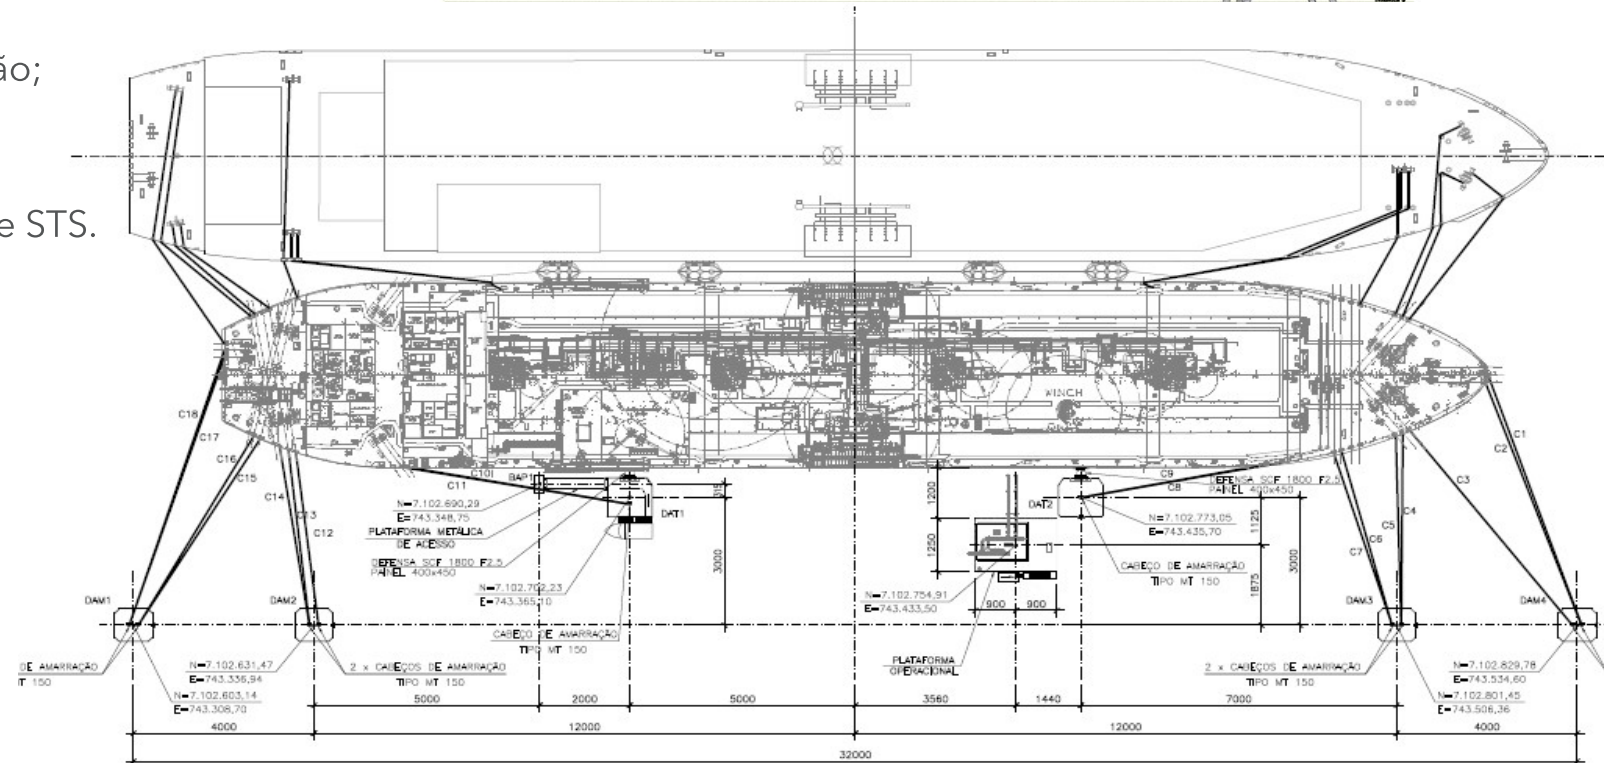 ão;
e STS.
WINCH
C18
C17
C16
C15
C14
C13
C12
C11
BAP1
N=7.102.690,29
E=743.348,75
PLATAFORMA METÁLICA
DE ACESSO
DEFENSA SCF 1800 F2.5
PAINEL 400x450
N=7.102.702,23
E=743.365,10
CABEÇO DE AMARRAÇÃO
TIPO MT 150
DAT1
3000
1200
1250
N=7.102.754,91
E=743.433,50
900
900
PLATAFORMA
OPERACIONAL
DAT2
C9
C8
DEFENSA SCF 1800 F2.5
PAINEL 400x450
N=7.102.773,05
E=743.435,70
CABEÇO DE AMARRAÇÃO
TIPO MT 150
1125
1875
3000
C1
C2
C3
C4
C5
C6
C7
DAM1
DAM2
DAM3
DAM4
DE AMARRAÇÃO
T 150
N=7.102.631,47
E=743.336,94
N=7.102.603,14
E=743.308,70
2 x CABEÇOS DE AMARRAÇÃO
TIPO MT 150
2 x CABEÇOS DE AMARRAÇÃO
TIPO MT 150
N=7.102.829,78
E=743.534,60
N=7.102.801,45
E=743.506,36
5000
2000
5000
3560
1440
7000
4000
12000
12000
4000
32000